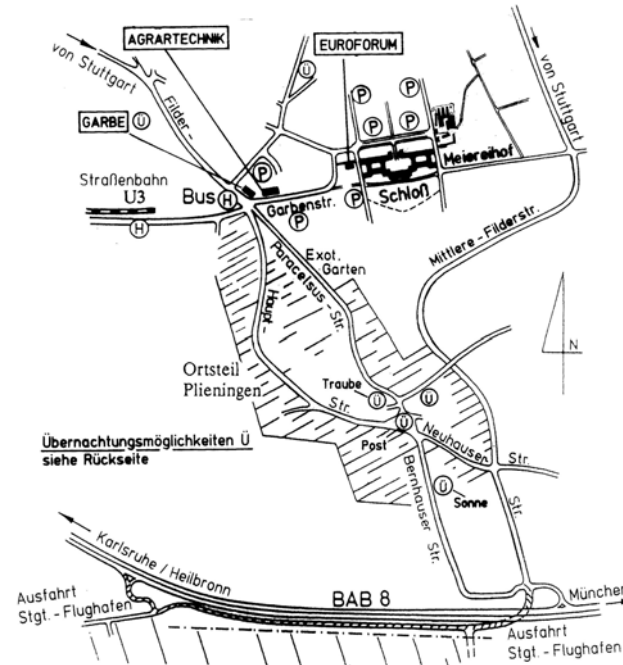 AGRARTECHNIK
EUROFORUM
von Stuttgart
von Stuttgart
Filder-
Ü
P
P
P
P
GARBE
Ü
P
Meiereihof
Straßenbahn
U3
Bus
H
H
Garbenstr.
P
P
Schloß
Mittlere-Filderstr.
Exot.
Garten
Paracelsus-Str.
Haupt-
Str.
N
Ortsteil
Plieningen
Traube
Ü
Ü
Ü
Post
Neuhauser
Str.
Übernachtungsmöglichkeiten Ü
siehe Rückseite
Bernhauser
Str.
Ü
Sonne
Str.
Karlsruhe / Heilbronn
BAB 8
München
Ausfahrt
Stgt.-Flughafen
Ausfahrt
Stgt.-Flughafen